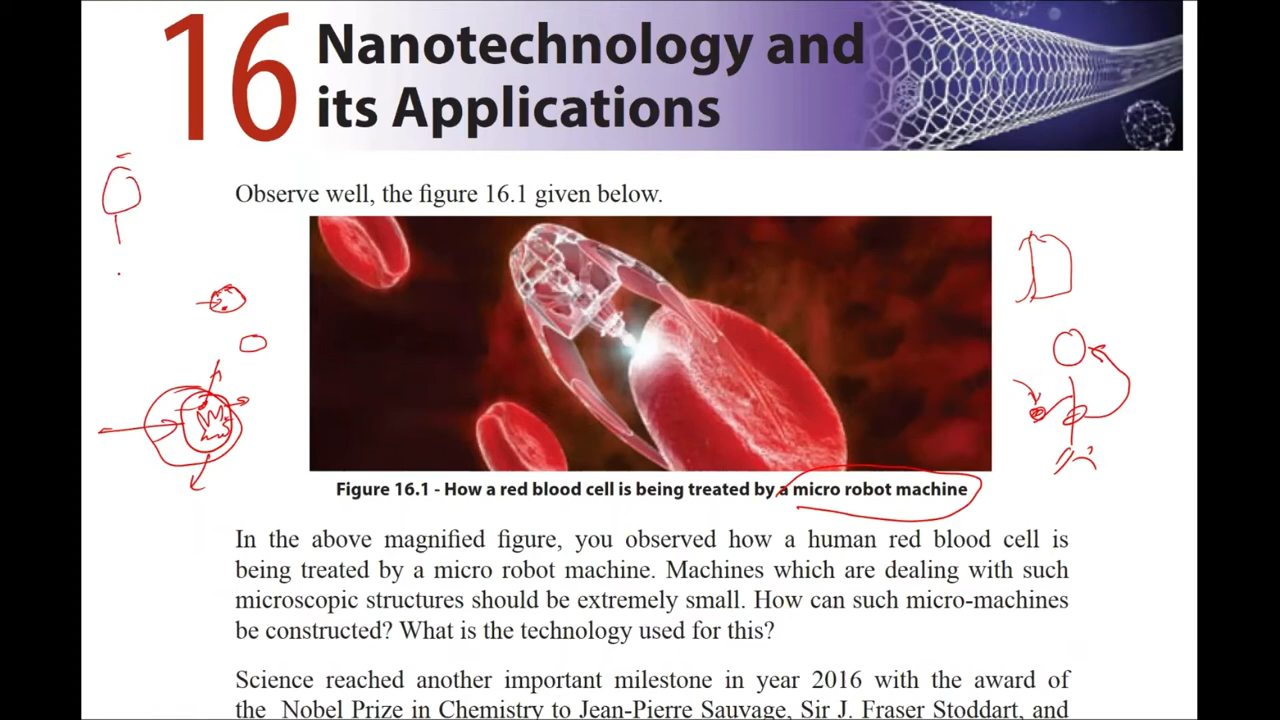 16
Nanotechnology and
its Applications
Observe well, the figure 16.1 given below.
Figure 16.1 - How a red blood cell is being treated by a micro robot machine
In the above magnified figure, you observed how a human red blood cell is
being treated by a micro robot machine. Machines which are dealing with such
microscopic structures should be extremely small. How can such micro-machines
be constructed? What is the technology used for this?
Science reached another important milestone in year 2016 with the award of
the Nobel Prize in Chemistry to Jean-Pierre Sauvage, Sir J. Fraser Stoddart, and